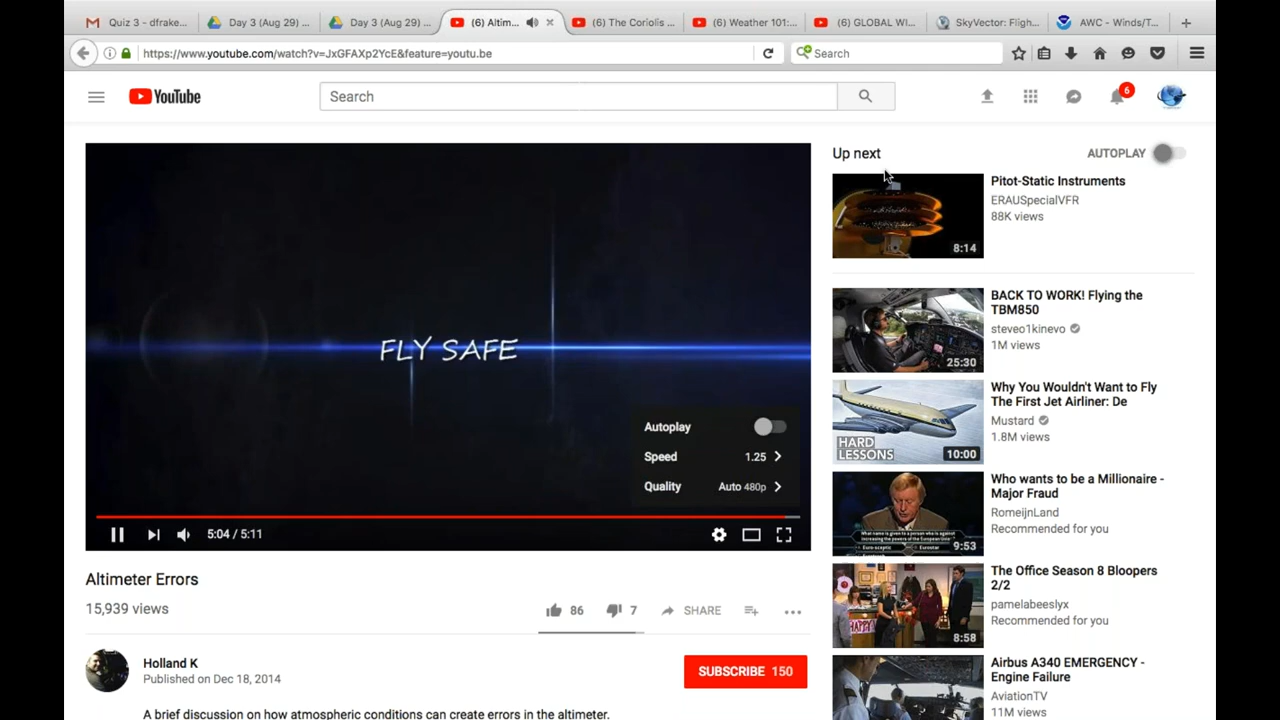 Quiz 3 - dfrake...
Day 3 (Aug 29) ...
Day 3 (Aug 29) ...
(6) Altim...
(6) The Coriolis ...
(6) Weather 101:...
(6) GLOBAL WI...
SkyVector: Fligh...
AWC - Winds/T...
https://www.youtube.com/watch?v=JxGFAXp2YcE&feature=youtu.be
Search
YouTube
Search
6
FLY SAFE
Autoplay
Speed 1.25
Quality Auto 480p
5:04 / 5:11
Altimeter Errors
15,939 views
86
7
SHARE
Holland K
Published on Dec 18, 2014
SUBSCRIBE 150
A brief discussion on how atmospheric conditions can create errors in the altimeter.
Up next
AUTOPLAY
8:14
Pitot-Static Instruments
ERAUSpecialVFR
88K views
25:30
BACK TO WORK! Flying the
TBM850
steveo1kinevo
1M views
HARD
LESSONS
10:00
Why You Wouldn't Want to Fly
The First Jet Airliner: De
Mustard
1.8M views
9:53
Who wants to be a Millionaire -
Major Fraud
RomeijnLand
Recommended for you
HAPPY
8:58
The Office Season 8 Bloopers
2/2
pamelabeeslyx
Recommended for you
Airbus A340 EMERGENCY -
Engine Failure
AviationTV
11M views